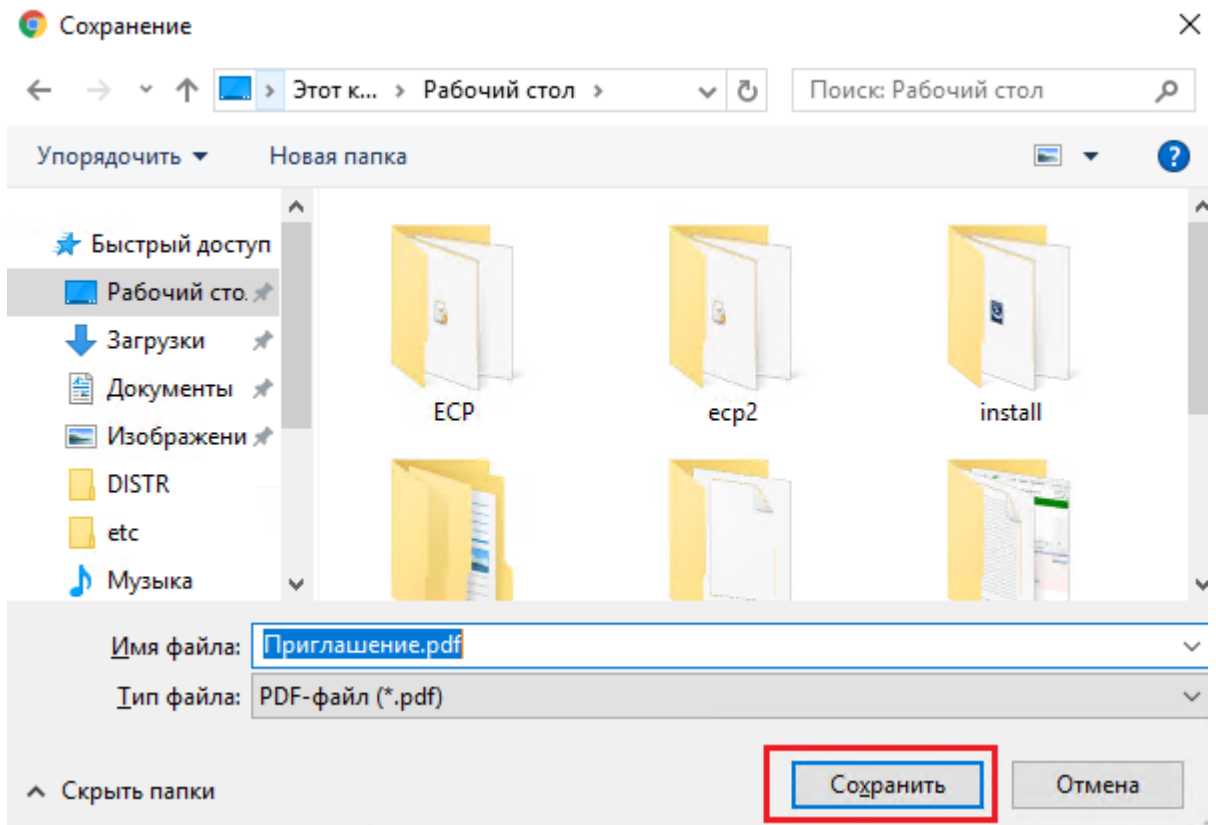 Сохранение
Этот к... > Рабочий стол >
Поиск: Рабочий стол
Упорядочить
Новая папка
Быстрый доступ
Рабочий сто.
Загрузки
Документы
Изображени
DISTR
etc
Музыка
ECP
ecp2
install
Имя файла: Приглашение.pdf
Тип файла: PDF-файл (*.pdf)
Скрыть папки
Сохранить
Отмена